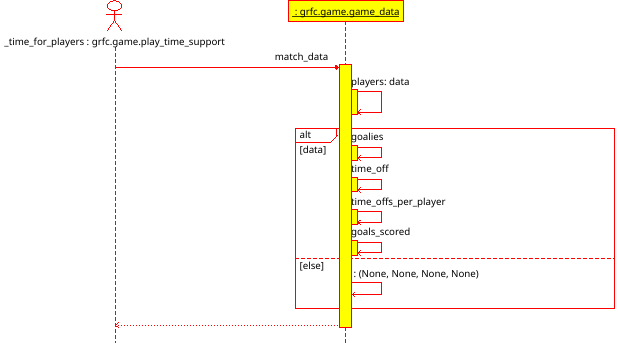 : grfc.game.game_data
_time_for_players : grfc.game.play_time_support
match_data
players: data
alt
goalies
[data]
time_off
time_offs_per_player
goals_scored
[else]
: (None, None, None, None)